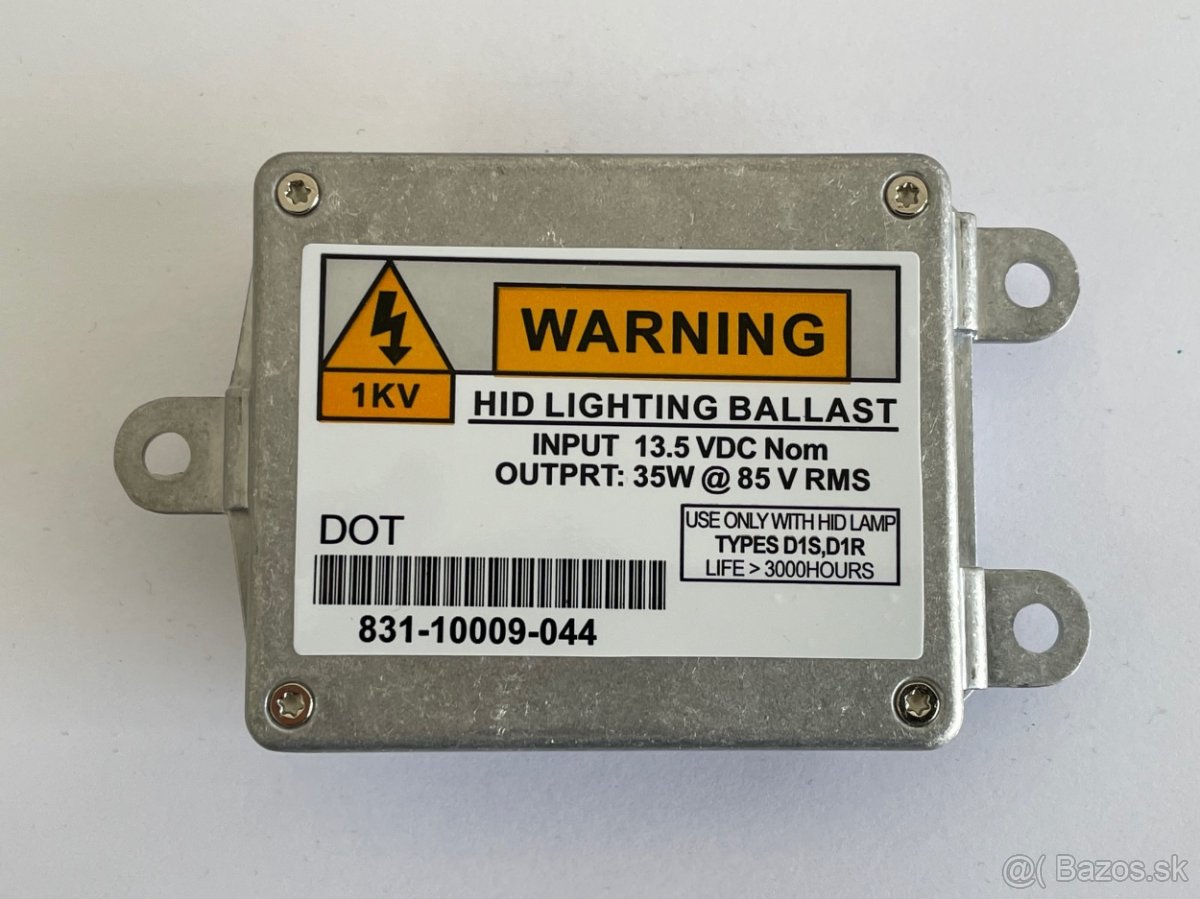 WARNING
1KV
HID LIGHTING BALLAST
INPUT 13.5 VDC Nom
OUTPRT: 35W @ 85 V RMS
DOT
USE ONLY WITH HID LAMP
TYPES D1S,D1R
LIFE > 3000HOURS
831-10009-044
@( Bazos.sk